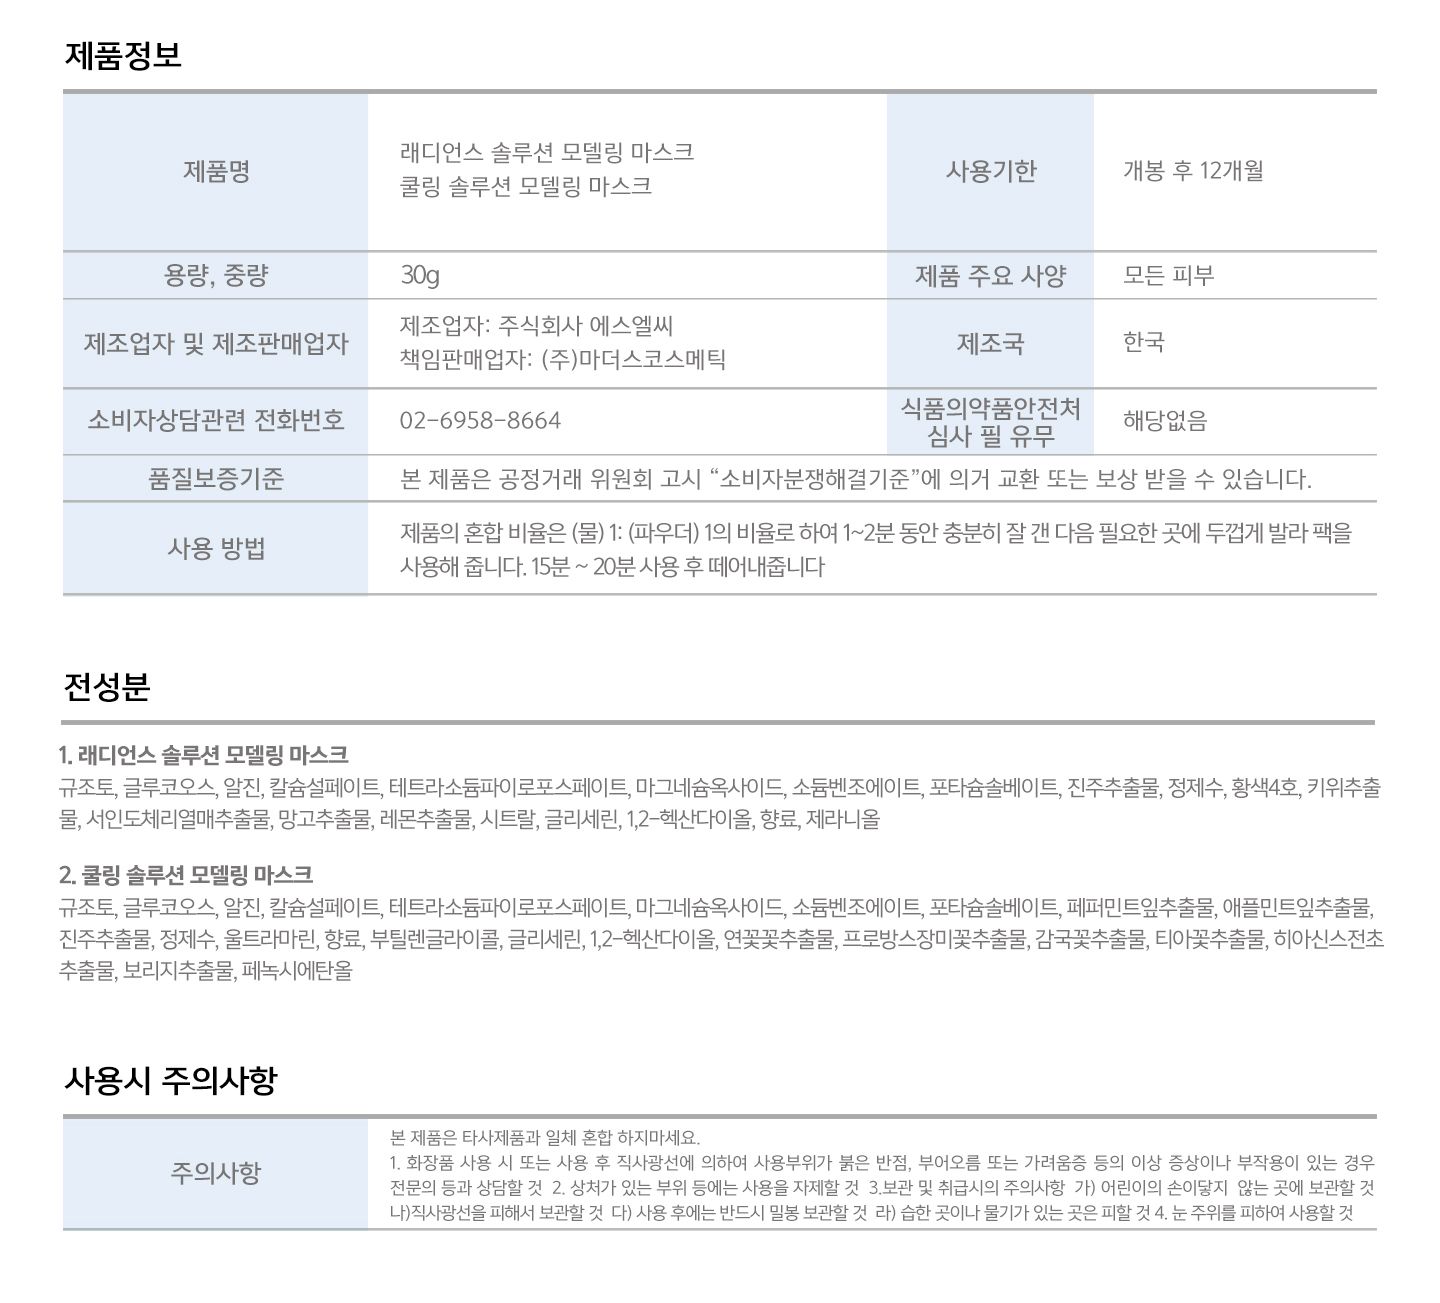 제품정보
제품명
래디언스 솔루션 모델링 마스크
쿨링 솔루션 모델링 마스크
사용기한
개봉 후 12개월
용량, 중량
30g
제품 주요 사양
모든 피부
제조업자 및 제조판매업자
제조업자: 주식회사 에스엘씨
책임판매업자: (주)마더스코스메틱
제조국
한국
소비자상담관련 전화번호
02-6958-8664
식품의약품안전처
심사 필 유무
해당없음
품질보증기준
본 제품은 공정거래 위원회 고시 “소비자분쟁해결기준”에 의거 교환 또는 보상 받을 수 있습니다.
사용 방법
제품의 혼합 비율은 (물) 1: (파우더) 1의 비율로 하여 1~2분 동안 충분히 잘 갠 다음 필요한 곳에 두껍게 발라 팩을
사용해 줍니다. 15분 ~ 20분 사용 후 떼어내줍니다
전성분
1. 래디언스 솔루션 모델링 마스크
규조토, 글루코오스, 알진, 칼슘설페이트, 테트라소듐파이로포스페이트, 마그네슘옥사이드, 소듐벤조에이트, 포타슘솔베이트, 진주추출물, 정제수, 황색4호, 키위추출
물, 서인도체리열매추출물, 망고추출물, 레몬추출물, 시트랄, 글리세린, 1,2-헥산다이올, 향료, 제라니올
2. 쿨링 솔루션 모델링 마스크
규조토, 글루코오스, 알진, 칼슘설페이트, 테트라소듐파이로포스페이트, 마그네슘옥사이드, 소듐벤조에이트, 포타슘솔베이트, 페퍼민트잎추출물, 애플민트잎추출물,
진주추출물, 정제수, 울트라마린, 향료, 부틸렌글라이콜, 글리세린, 1,2-헥산다이올, 연꽃꽃추출물, 프로방스장미꽃추출물, 감국꽃추출물, 티아꽃추출물, 히아신스전초
추출물, 보리지추출물, 페녹시에탄올
사용시 주의사항
주의사항
본 제품은 타사제품과 일체 혼합 하지마세요.
1. 화장품 사용 시 또는 사용 후 직사광선에 의하여 사용부위가 붉은 반점, 부어오름 또는 가려움증 등의 이상 증상이나 부작용이 있는 경우
전문의 등과 상담할 것 2. 상처가 있는 부위 등에는 사용을 자제할 것 3.보관 및 취급시의 주의사항 가) 어린이의 손이닿지 않는 곳에 보관할 것
나)직사광선을 피해서 보관할 것 다) 사용 후에는 반드시 밀봉 보관할 것 라) 습한 곳이나 물기가 있는 곳은 피할 것 4. 눈 주위를 피하여 사용할 것